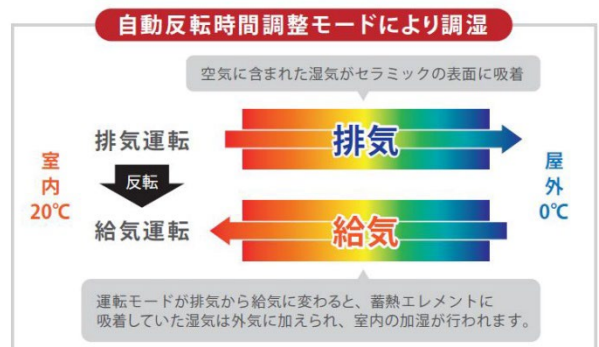 自動反転時間調整モードにより調湿
空気に含まれた湿気がセラミックの表面に吸着
排気運転
排気
室内
20℃
反転
屋外
0℃
給気運転
給気
運転モードが排気から給気に変わると、蓄熱エレメントに
吸着していた湿気は外気に加えられ、室内の加湿が行われます。